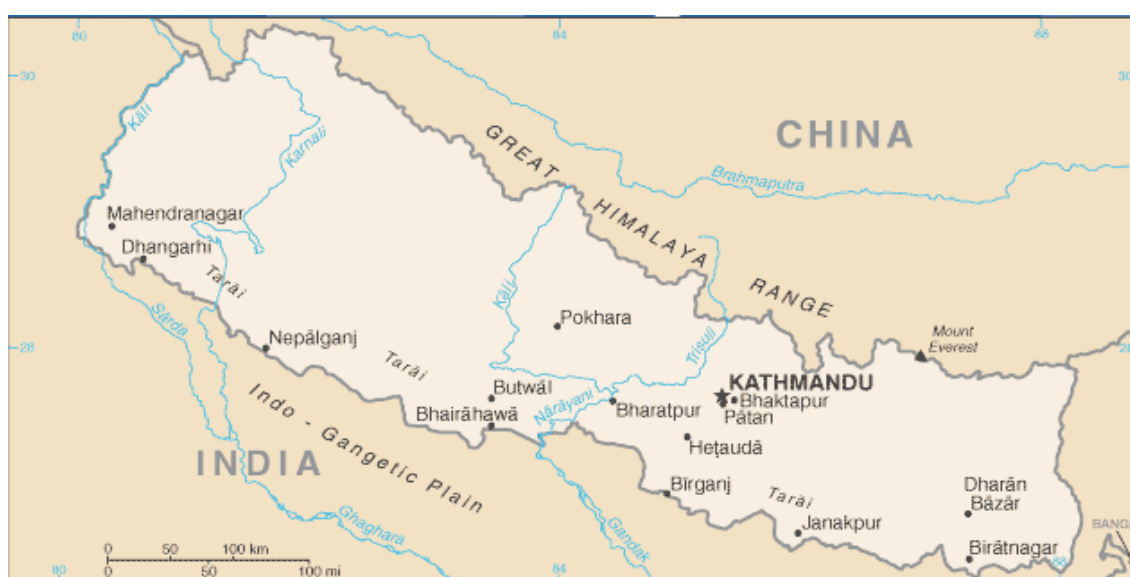 80
84
88
30
30
CHINA
GREAT
HIMALAYA
RANGE
Kāli
Karnali
Brahmaputra
Mahendranagar
Dhangarhi
Tarāi
Sārda
Kāli
Pokhara
Trisuli
Mount
Everest
28
28
Nepālganj
Tarāi
Butwāl
Bhairāhawā
Nārāyani
Bharatpur
KATHMANDU
Bhaktapur
Pātan
Heţaudā
INDIA
Indo - Gangetic Plain
Bīrganj
Tarāi
Janakpur
Dharān
Bāzār
Birātnagar
Ghaghara
Gandak
0 50 100 km
0 50 100 mi
80
84
88